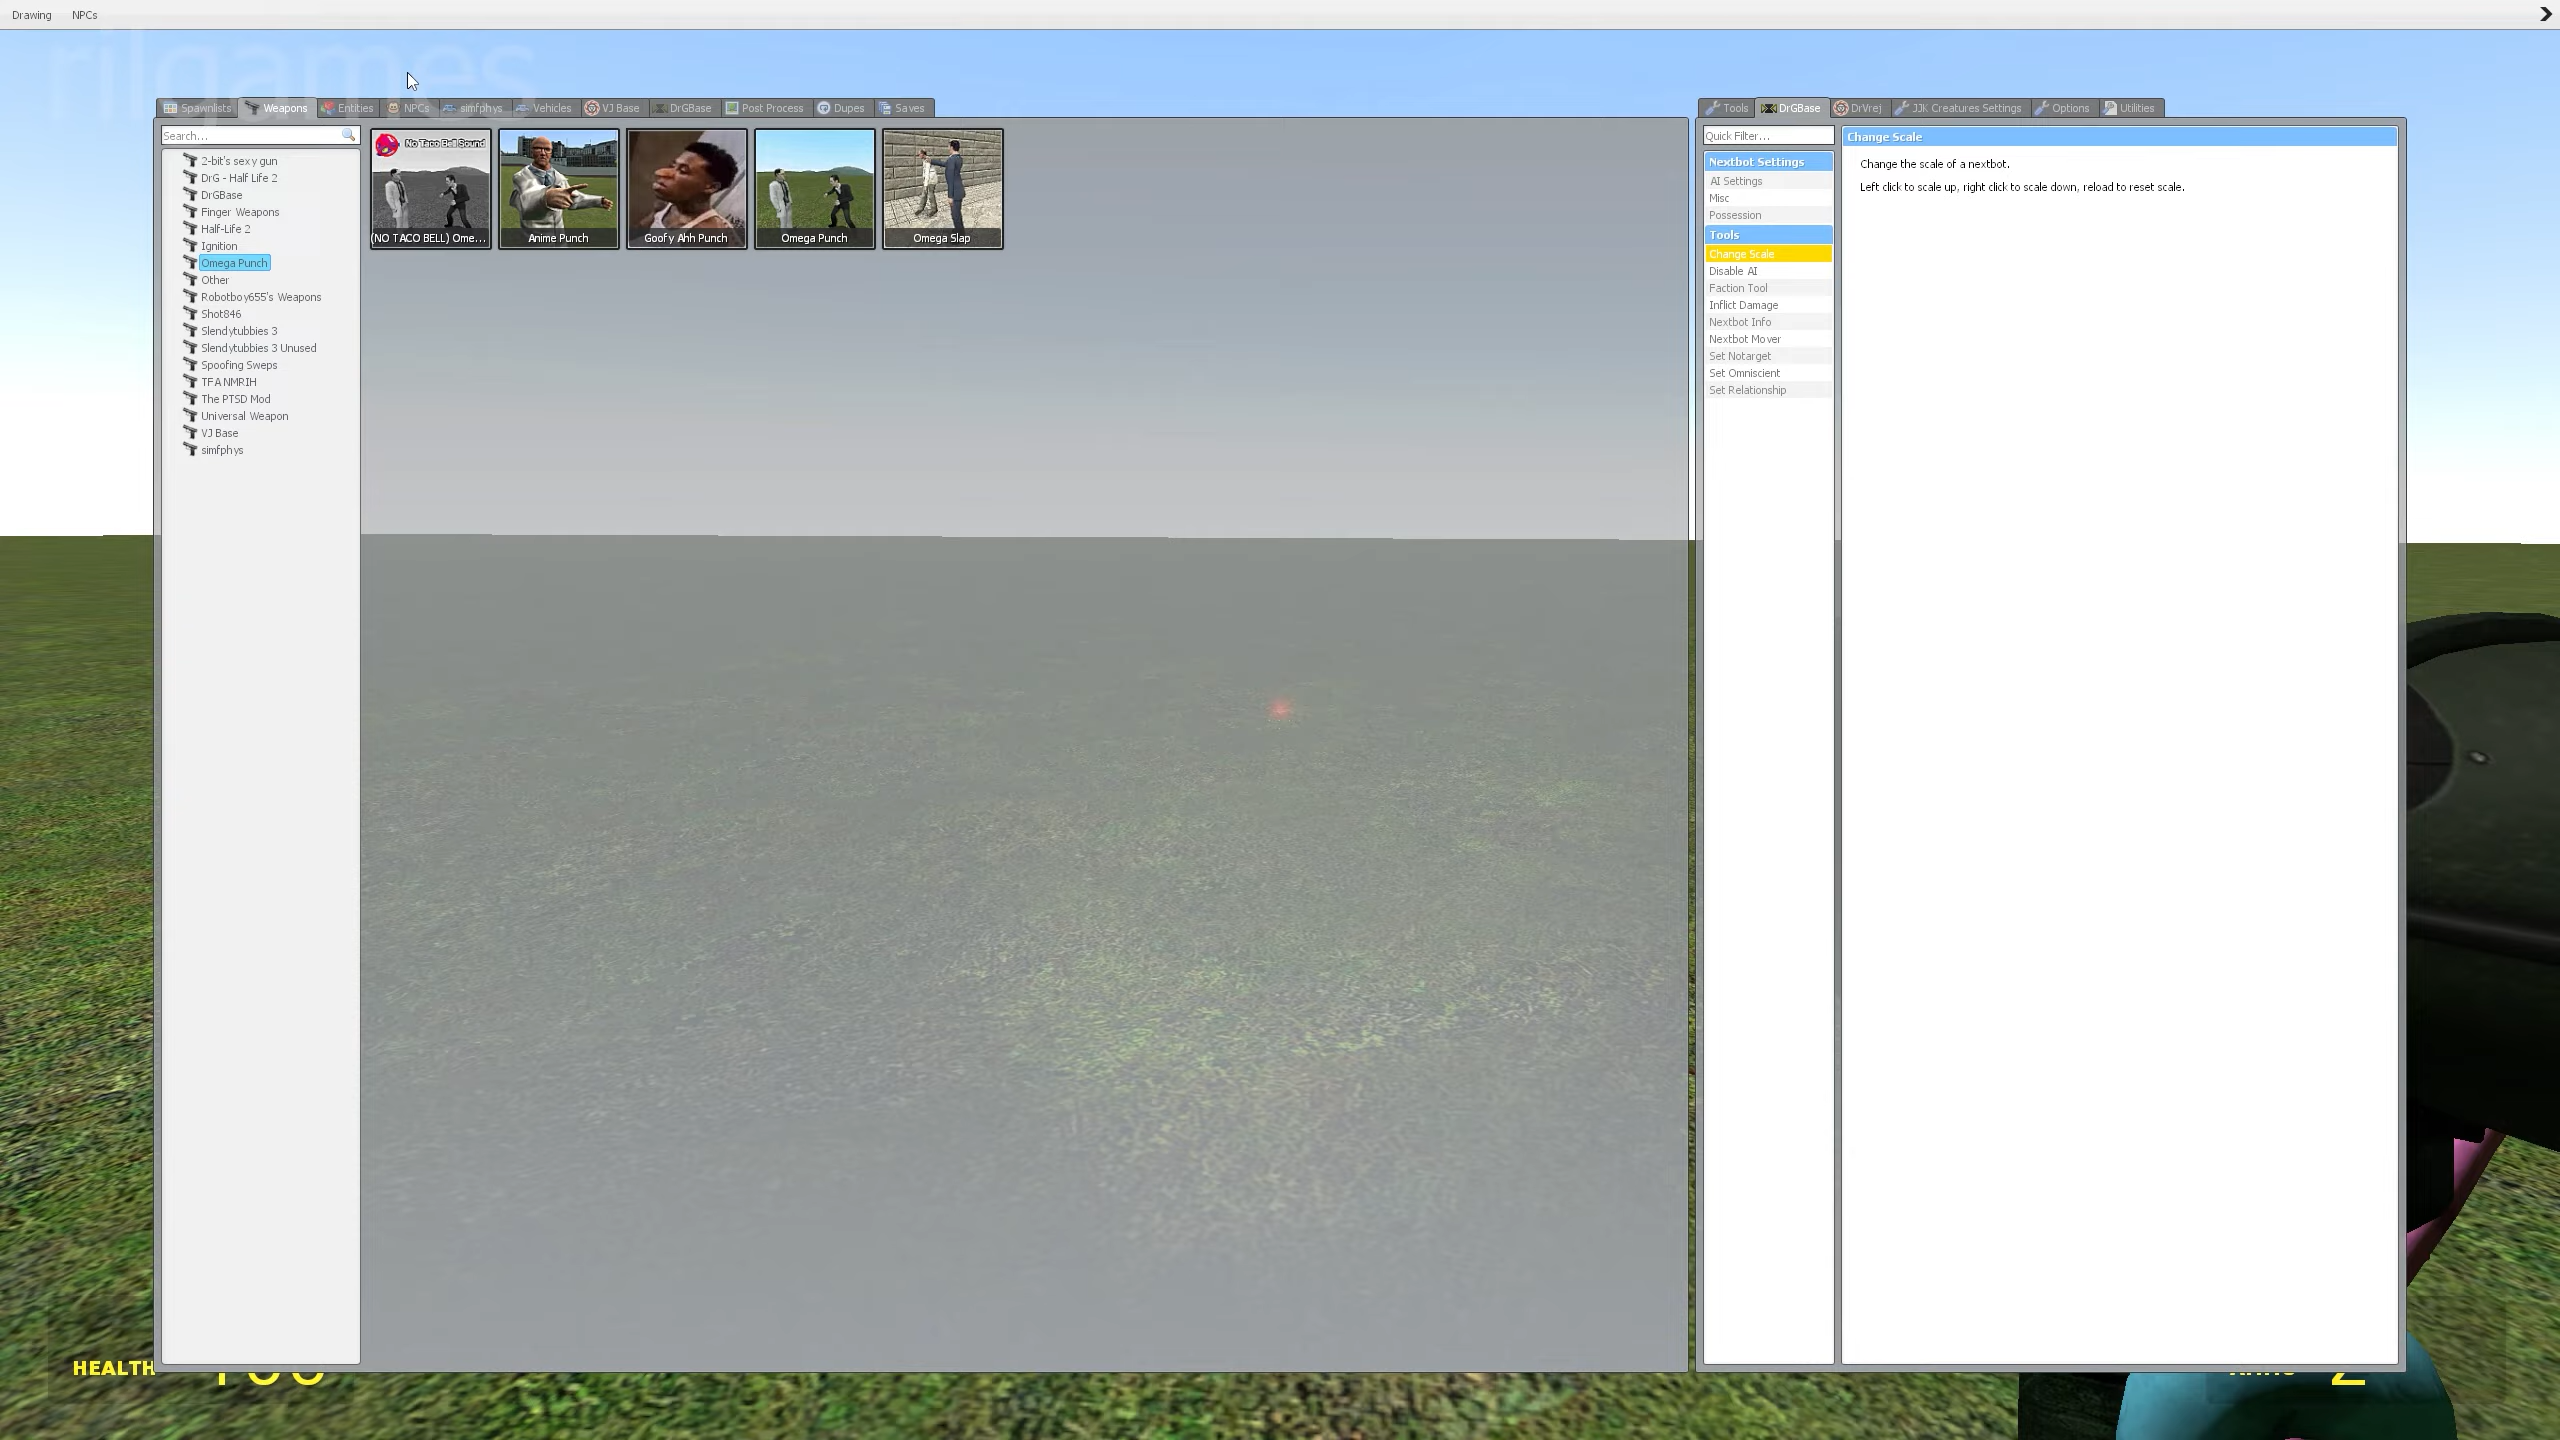 Drawing NPCs
rilgames
Spawnlists Weapons Entities NPCs simfphys Vehicles VJ Base DrGBase Post Process Dupes Saves
Search...
2-bit's sexy gun
DrG - Half Life 2
DrGBase
Finger Weapons
Half-Life 2
Ignition
Omega Punch
Other
Robotboy655's Weapons
Shot846
Slendytubbies 3
Slendytubbies 3 Unused
Spoofing Sweps
TFA NMRIH
The PTSD Mod
Universal Weapon
VJ Base
simfphys
No Taco Bell Sound
(NO TACO BELL) Ome...
Anime Punch
Goofy Ahh Punch
Omega Punch
Omega Slap
Tools DrGBase DrVrej JJK Creatures Settings Options Utilities
Quick Filter...
Nextbot Settings
AI Settings
Misc
Possession
Tools
Change Scale
Disable AI
Faction Tool
Inflict Damage
Nextbot Info
Nextbot Mover
Set Notarget
Set Omniscient
Set Relationship
Change Scale
Change the scale of a nextbot.
Left click to scale up, right click to scale down, reload to reset scale.
HEALTH